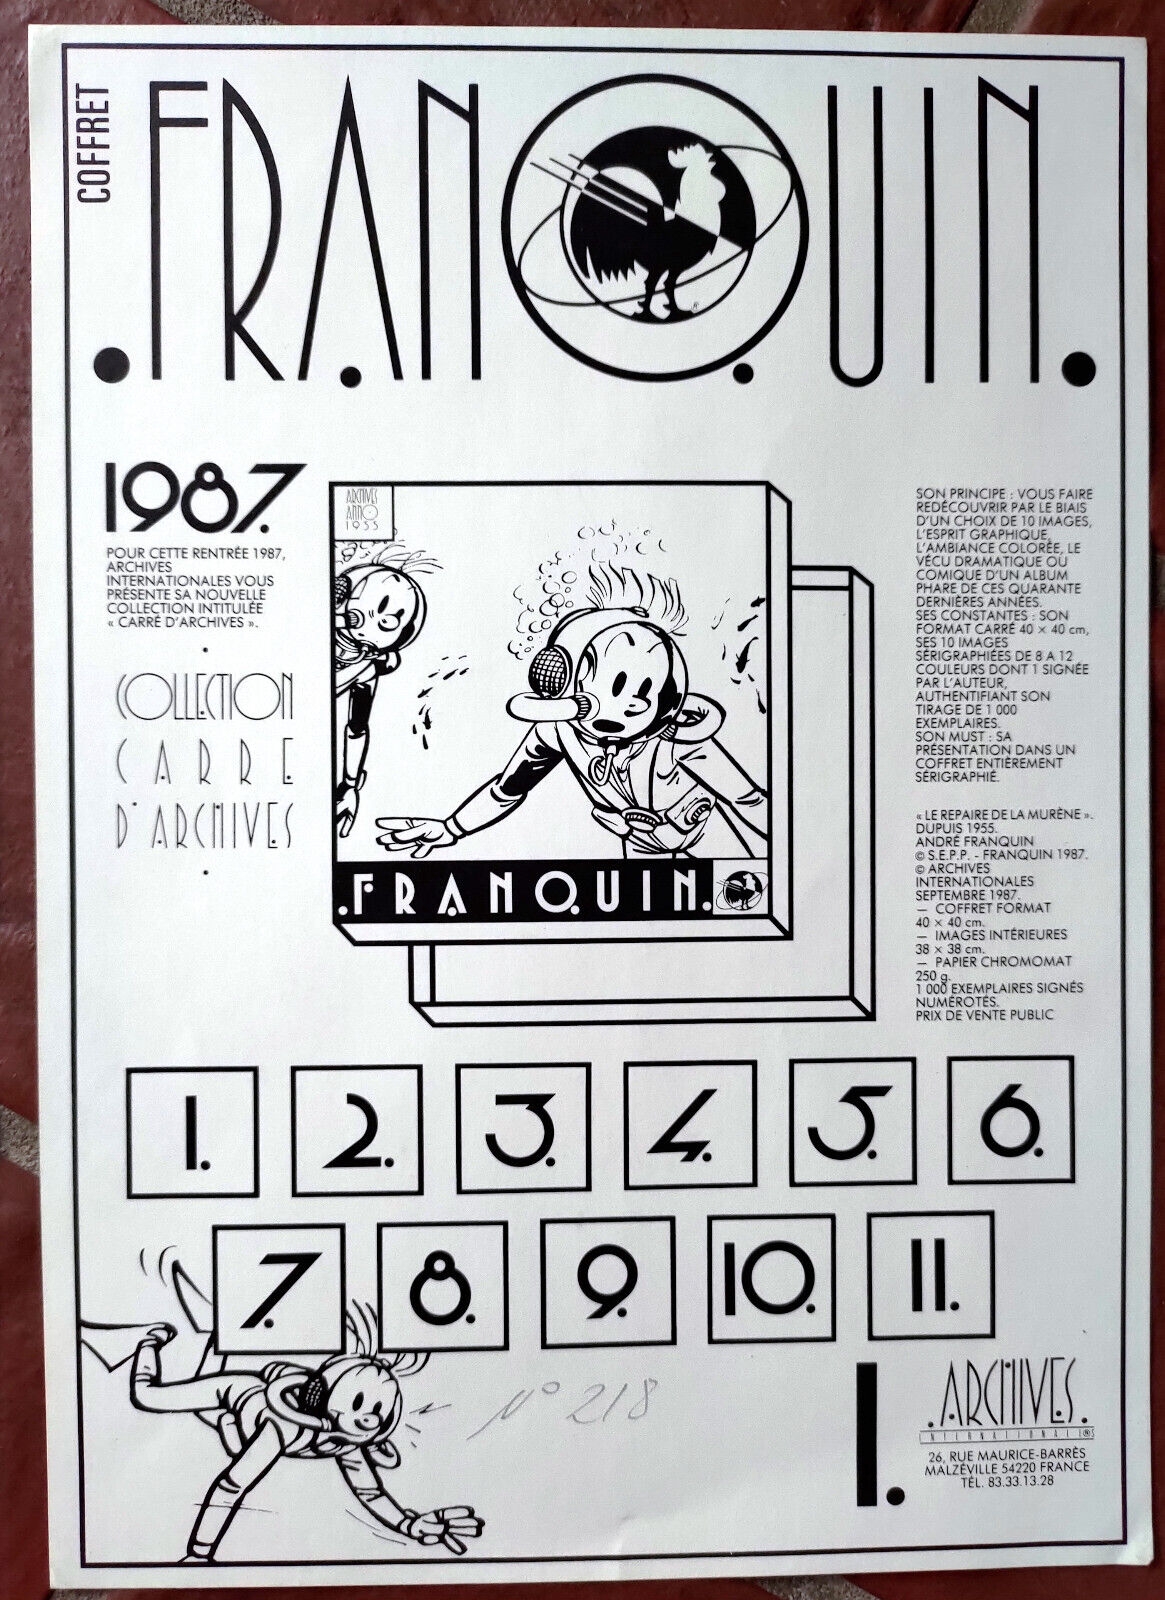 COFFRET
.FRANQUIN.
1987.
POUR CETTE RENTRÉE 1987,
ARCHIVES
INTERNATIONALES VOUS
PRÉSENTE SA NOUVELLE
COLLECTION INTITULÉE
« CARRÉ D'ARCHIVES ».
COLLECTION
CARRE
D'ARCHIVES
ARCHIVES
ANNO
1955
.FRANQUIN.
SON PRINCIPE : VOUS FAIRE
REDÉCOUVRIR PAR LE BIAIS
D'UN CHOIX DE 10 IMAGES,
L'ESPRIT GRAPHIQUE,
L'AMBIANCE COLORÉE, LE
VÉCU DRAMATIQUE OU
COMIQUE D'UN ALBUM
PHARE DE CES QUARANTE
DERNIÈRES ANNÉES.
SES CONSTANTES : SON
FORMAT CARRÉ 40 × 40 cm,
SES 10 IMAGES
SÉRIGRAPHIÉES DE 8 A 12
COULEURS DONT 1 SIGNÉE
PAR L'AUTEUR,
AUTHENTIFIANT SON
TIRAGE DE 1 000
EXEMPLAIRES.
SON MUST : SA
PRÉSENTATION DANS UN
COFFRET ENTIÈREMENT
SÉRIGRAPHIÉ.
« LE REPAIRE DE LA MURÈNE ».
DUPUIS 1955.
ANDRÉ FRANQUIN
© S.E.P.P. - FRANQUIN 1987.
© ARCHIVES
INTERNATIONALES
SEPTEMBRE 1987.
— COFFRET FORMAT
40 × 40 cm.
— IMAGES INTÉRIEURES
38 × 38 cm.
— PAPIER CHROMOMAT
250 g.
1 000 EXEMPLAIRES SIGNÉS
NUMÉROTÉS.
PRIX DE VENTE PUBLIC
1. 2. 3. 4. 5. 6.
7. 8. 9. 10. 11.
N° 218
1.
.ARCHIVES.
INTERNATIONALES
26, RUE MAURICE-BARRÈS
MALZÉVILLE 54220 FRANCE
TÉL. 83.33.13.28